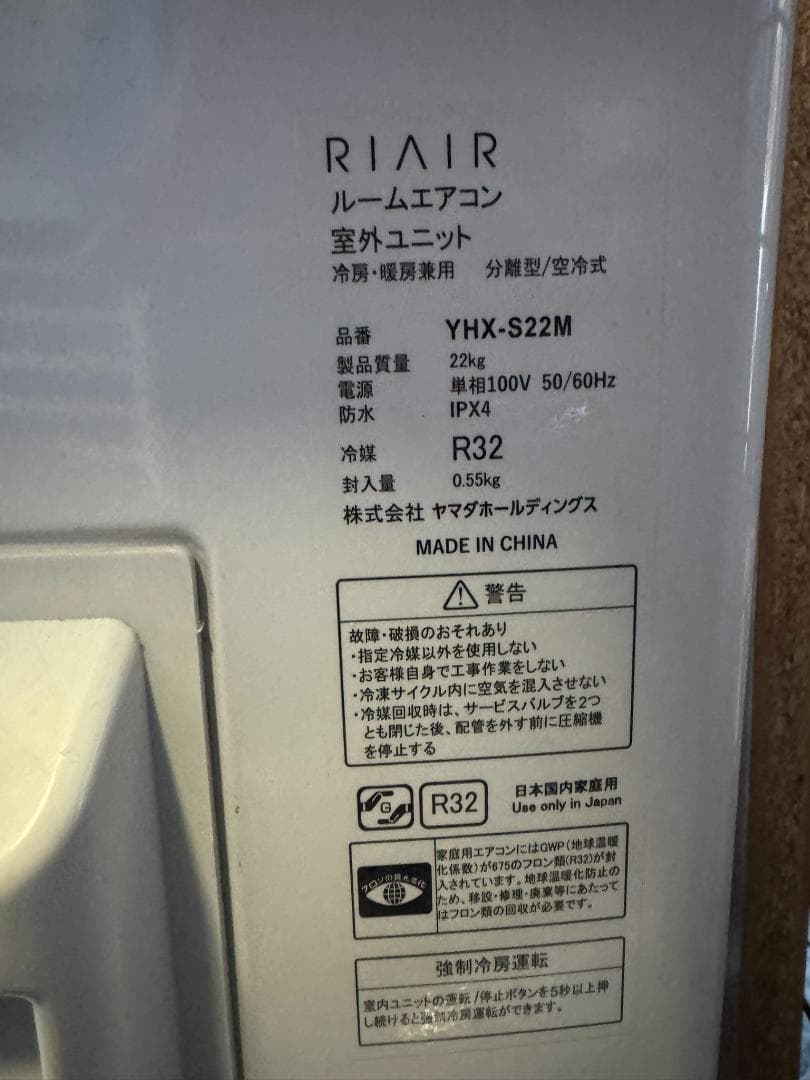 RIAIR
ルームエアコン
室外ユニット
冷房・暖房兼用 分離型/空冷式
品番 YHX-S22M
製品質量 22kg
電源 単相100V 50/60Hz
防水 IPX4
冷媒 R32
封入量 0.55kg
株式会社 ヤマダホールディングス
MADE IN CHINA
警告
故障・破損のおそれあり
・指定冷媒以外を使用しない
・お客様自身で工事作業をしない
・冷凍サイクル内に空気を混入させない
・冷媒回収時は、サービスバルブを2つ
とも閉じた後、配管を外す前に圧縮機
を停止する
G R32
日本国内家庭用
Use only in Japan
フロンの見える化
家庭用エアコンにはGWP(地球温暖
化係数)が675のフロン類(R32)が封
入されています。地球温暖化防止の
ため、移設・修理・廃棄等にあたって
はフロン類の回収が必要です。
強制冷房運転
室内ユニットの運転/停止ボタンを5秒以上押
し続けると強制冷房運転ができます。